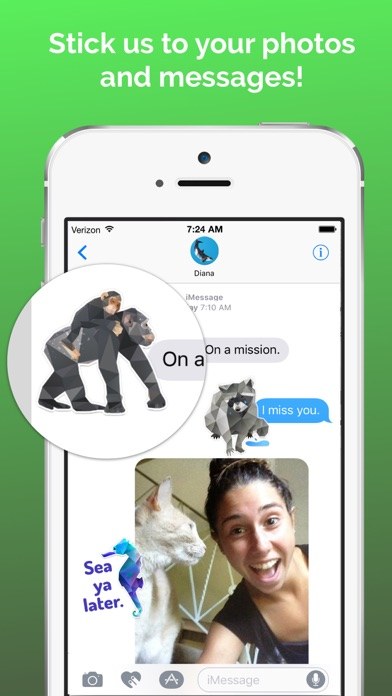 Stick us to your photos
and messages!
Verizon
7:24 AM
Diana
iMessage
ay 7:10 AM
On a
On a mission.
I miss you.
Sea
ya
later.
iMessage